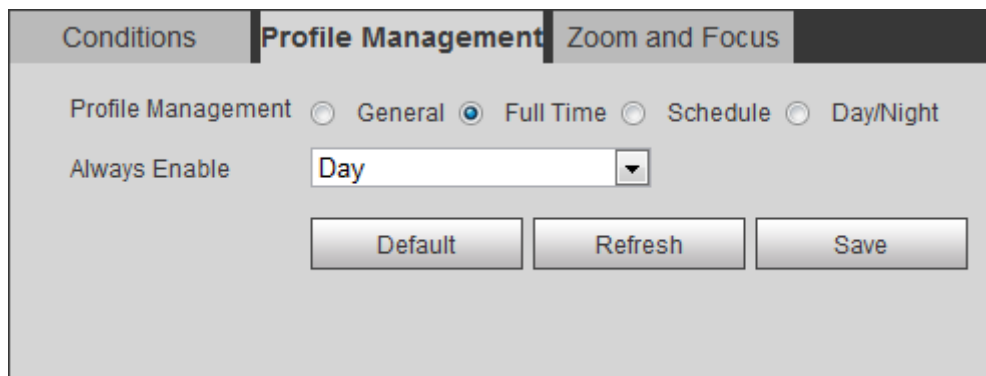 Conditions Profile Management Zoom and Focus
Profile Management General Full Time Schedule Day/Night
Always Enable Day
Default Refresh Save